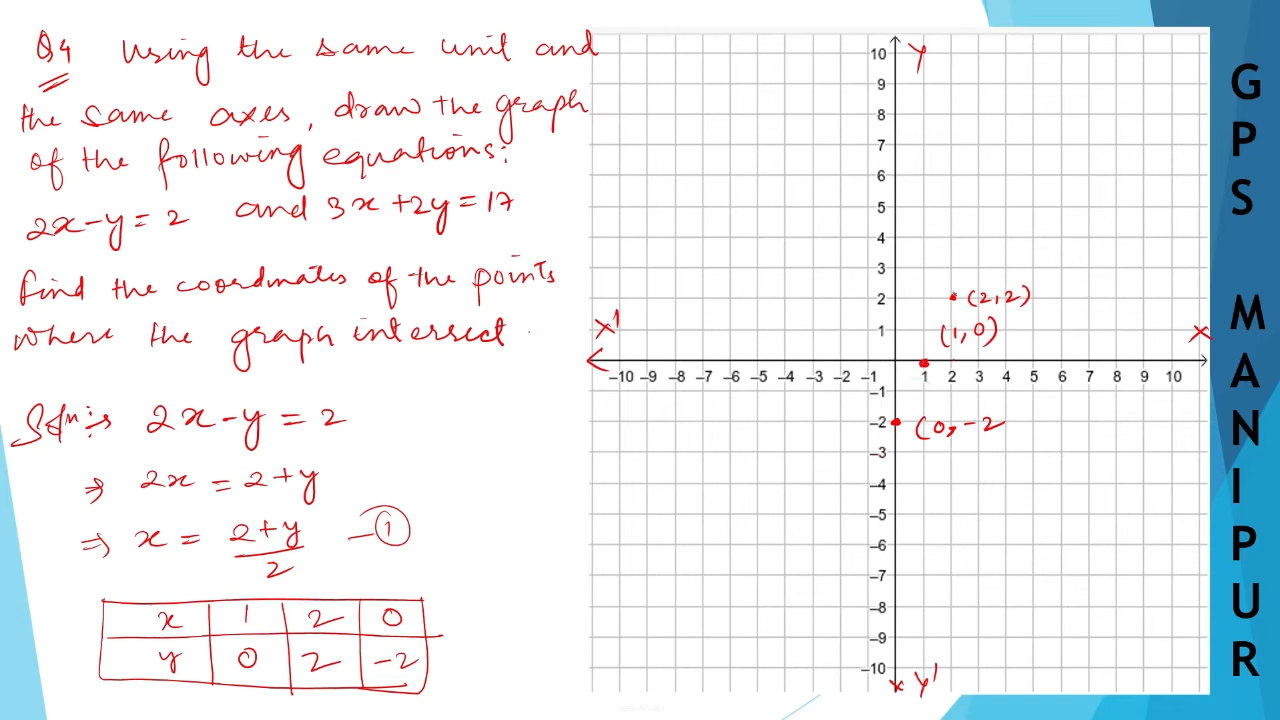 Q4 Using the same unit and
the same axes, draw the graph
of the following equations:
2x-y=2 and 3x+2y=17
find the coordinates of the points
where the graph intersect.
Solⁿ:
2x-y=2
⇒ 2x = 2+y
⇒ x = (2+y)/2 —①
x 1 2 0
y 0 2 -2
Y
10
9
8
7
6
5
4
3
2 (2,2)
1 (1,0)
X'
X
–10 –9 –8 –7 –6 –5 –4 –3 –2 –1 1 2 3 4 5 6 7 8 9 10
–1
–2 (0,-2
–3
–4
–5
–6
–7
–8
–9
–10
Y'
G
P
S
M
A
N
I
P
U
R